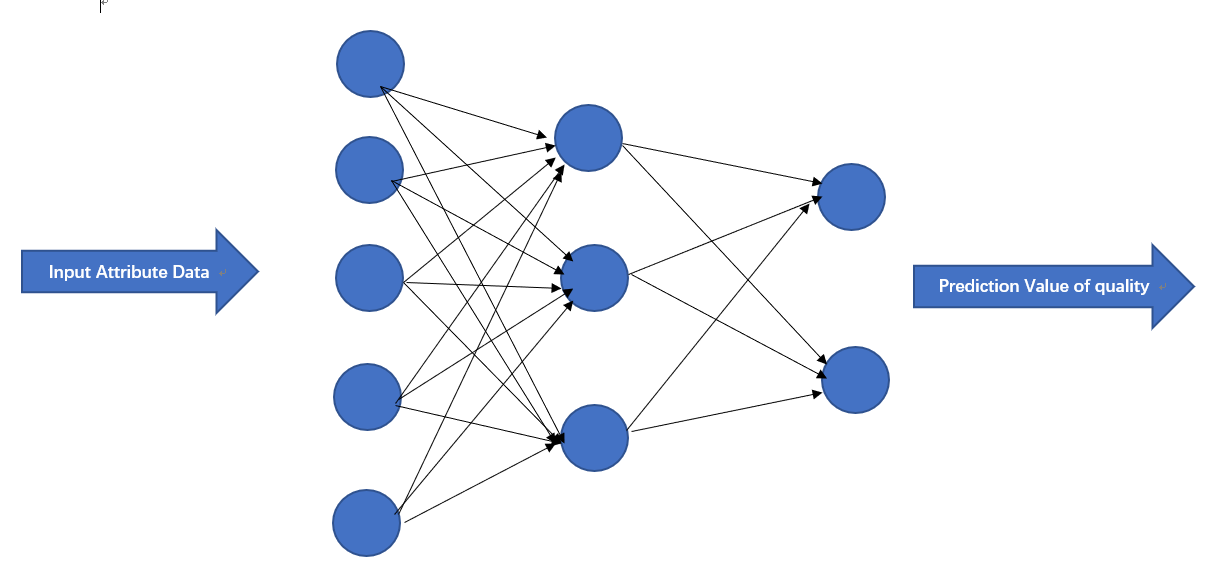 Input Attribute Data
Prediction Value of quality